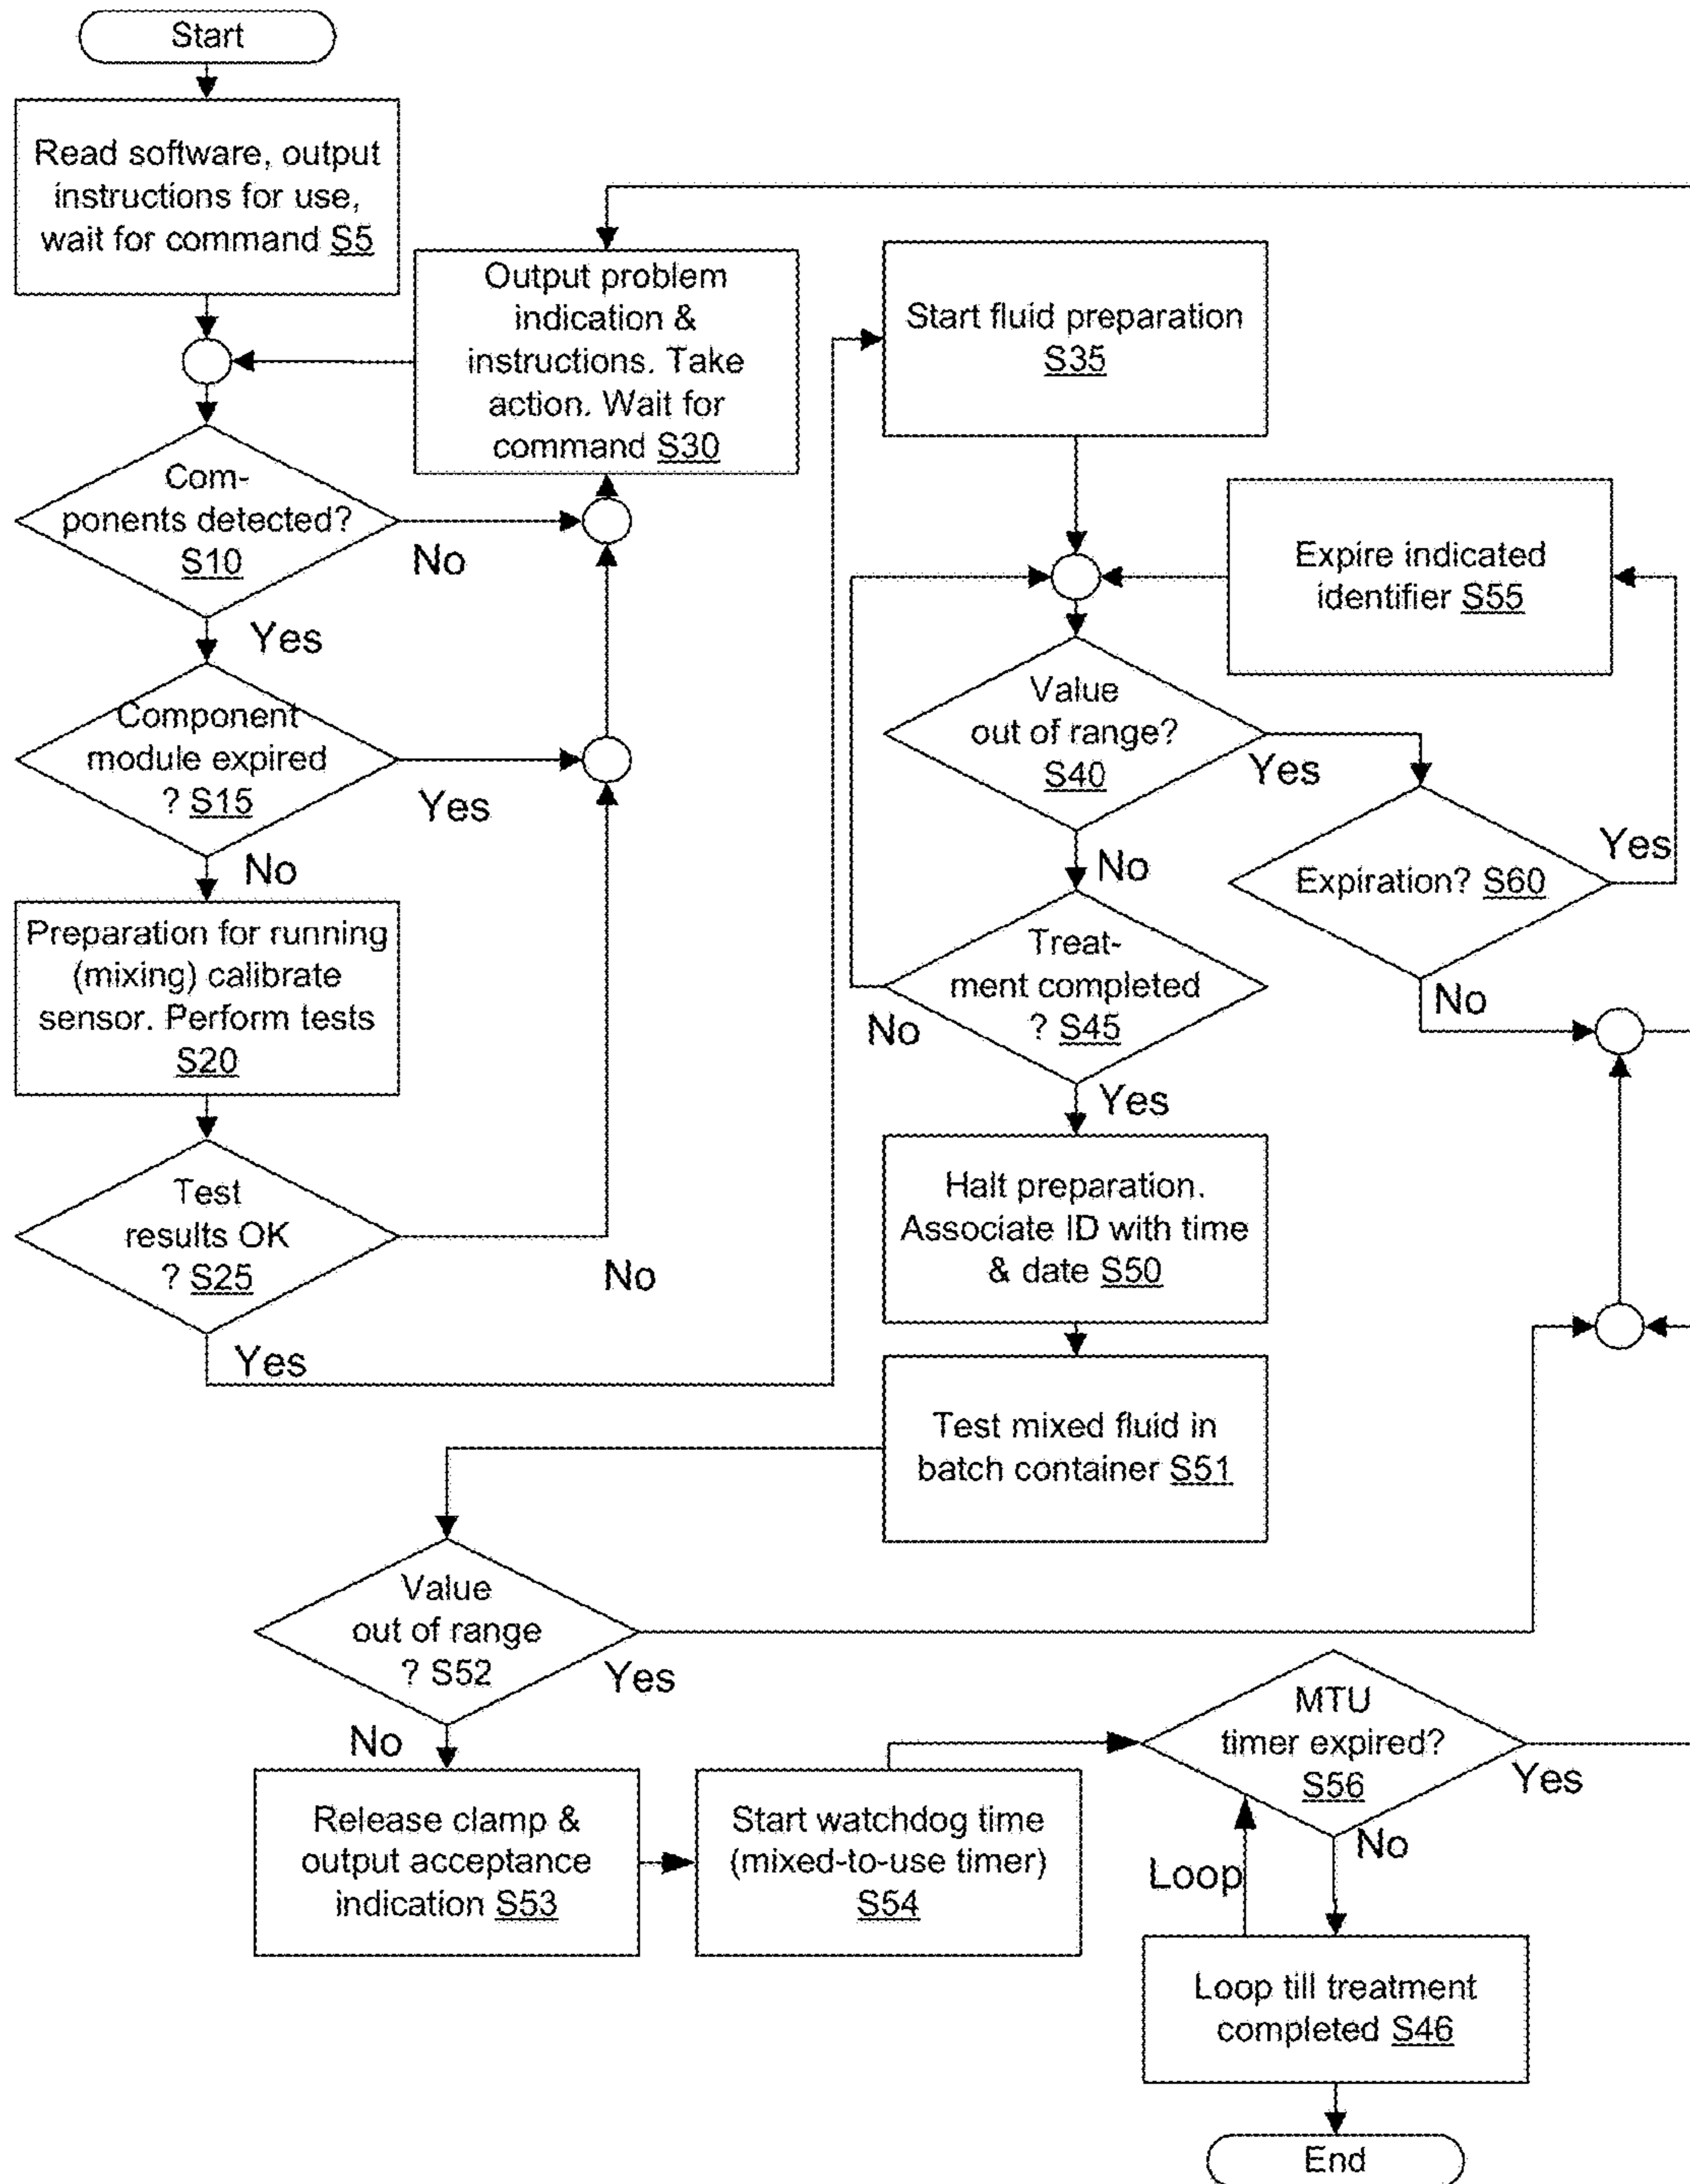 Start
Read software, output
instructions for use,
wait for command S5
Output problem
indication &
instructions. Take
action. Wait for
command S30
Com-
ponents detected?
S10
No
Yes
Component
module expired
? S15
Yes
No
Preparation for running
(mixing) calibrate
sensor. Perform tests
S20
Test
results OK
? S25
No
Yes
Start fluid preparation
S35
Expire indicated
identifier S55
Value
out of range?
S40
Yes
No
Expiration? S60
Yes
No
Treat-
ment completed
? S45
No
Yes
Halt preparation.
Associate ID with time
& date S50
Test mixed fluid in
batch container S51
Value
out of range
? S52
Yes
No
Release clamp &
output acceptance
indication S53
Start watchdog time
(mixed-to-use timer)
S54
MTU
timer expired?
S56
Yes
No
Loop
Loop till treatment
completed S46
End